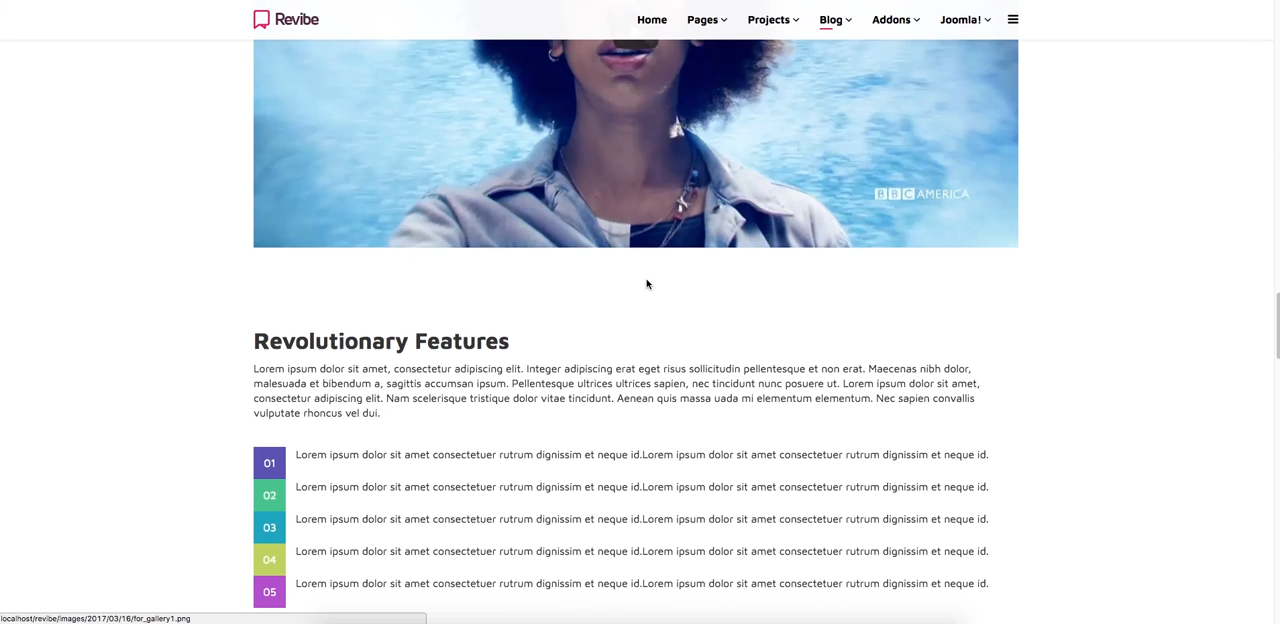 Revibe
Home Pages Projects Blog Addons Joomla!
BBC AMERICA
Revolutionary Features
Lorem ipsum dolor sit amet, consectetur adipiscing elit. Integer adipiscing erat eget risus sollicitudin pellentesque et non erat. Maecenas nibh dolor,
malesuada et bibendum a, sagittis accumsan ipsum. Pellentesque ultrices ultrices sapien, nec tincidunt nunc posuere ut. Lorem ipsum dolor sit amet,
consectetur adipiscing elit. Nam scelerisque tristique dolor vitae tincidunt. Aenean quis massa uada mi elementum elementum. Nec sapien convallis
vulputate rhoncus vel dui.
01 Lorem ipsum dolor sit amet consectetuer rutrum dignissim et neque id.Lorem ipsum dolor sit amet consectetuer rutrum dignissim et neque id.
02 Lorem ipsum dolor sit amet consectetuer rutrum dignissim et neque id.Lorem ipsum dolor sit amet consectetuer rutrum dignissim et neque id.
03 Lorem ipsum dolor sit amet consectetuer rutrum dignissim et neque id.Lorem ipsum dolor sit amet consectetuer rutrum dignissim et neque id.
04 Lorem ipsum dolor sit amet consectetuer rutrum dignissim et neque id.Lorem ipsum dolor sit amet consectetuer rutrum dignissim et neque id.
05 Lorem ipsum dolor sit amet consectetuer rutrum dignissim et neque id.Lorem ipsum dolor sit amet consectetuer rutrum dignissim et neque id.
localhost/revibe/images/2017/03/16/for_gallery1.png